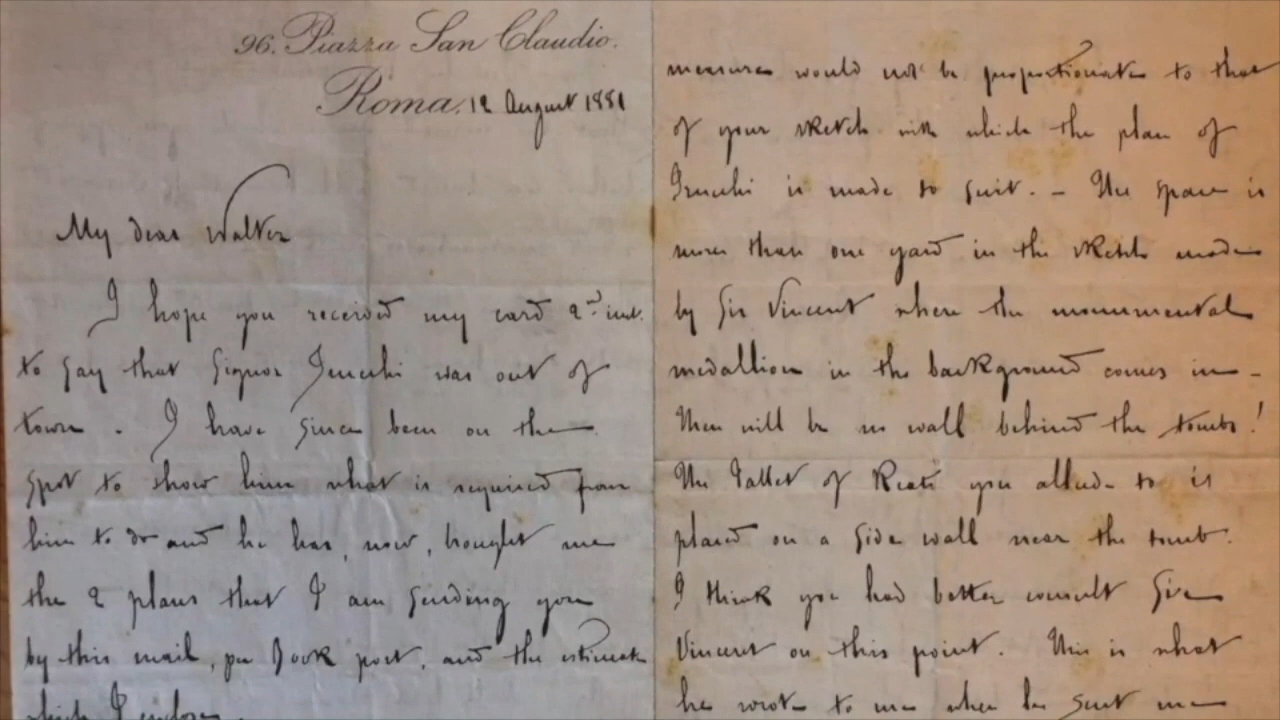 96. Piazza San Claudio.
Roma. 12 August 1881
My dear Walter
I hope you received my card 2nd inst.
to say that Signor was out of
town. I have since been on the
spot to show him what is required from
him to do and he has, now, brought me
the 2 plans that I am sending you
by this mail, per Book post, and the estimate
which I enclose.
measures would not be proportionate to that
of your sketch with which the plan of
is made to suit. - The space is
more than one yard in the sketch made
by Sir Vincent where the monumental
medallion in the background comes in -
There will be no wall behind the tombs!
The Tablet of Keats you allude to is
placed on a side wall near the tomb.
I think you had better consult Sir
Vincent on this point. This is what
he wrote to me when he sent me